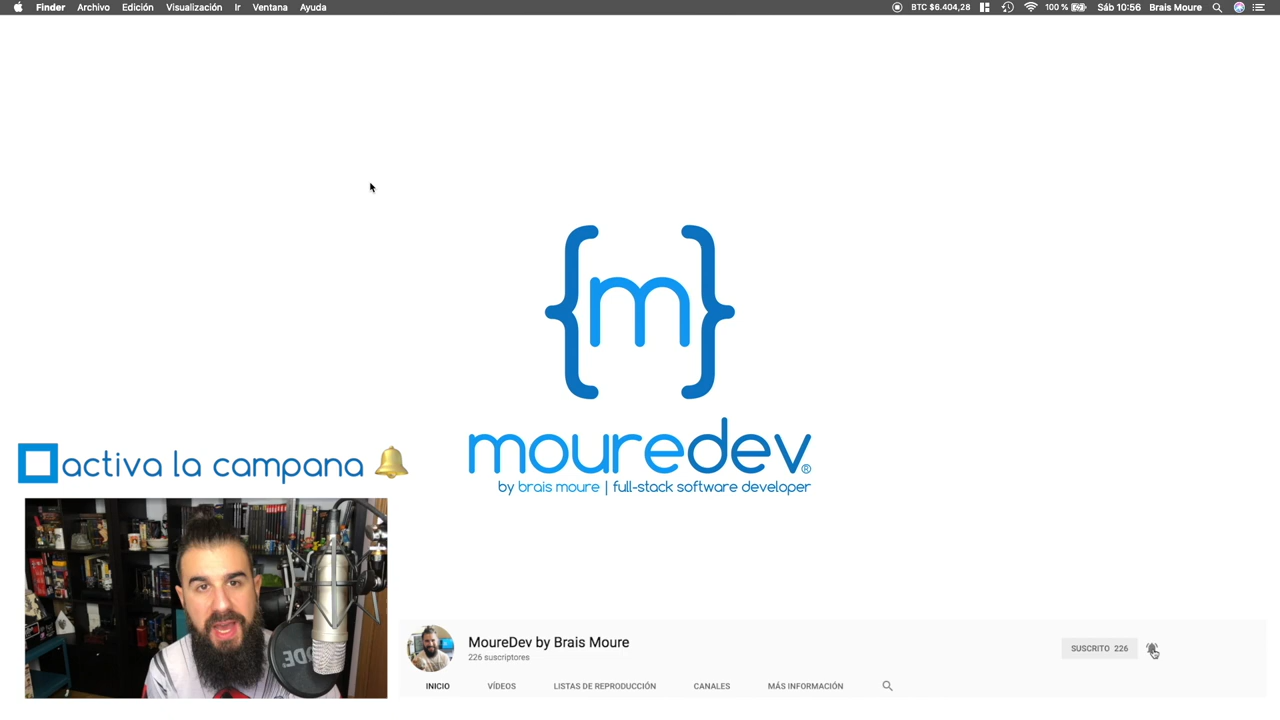 Finder Archivo Edición Visualización Ir Ventana Ayuda BTC $6.404,28 100 % Sáb 10:56 Brais Moure
{m}
mouredev®
by brais moure | full-stack software developer
activa la campana
MoureDev by Brais Moure
226 suscriptores
SUSCRITO 226
INICIO VÍDEOS LISTAS DE REPRODUCCIÓN CANALES MÁS INFORMACIÓN